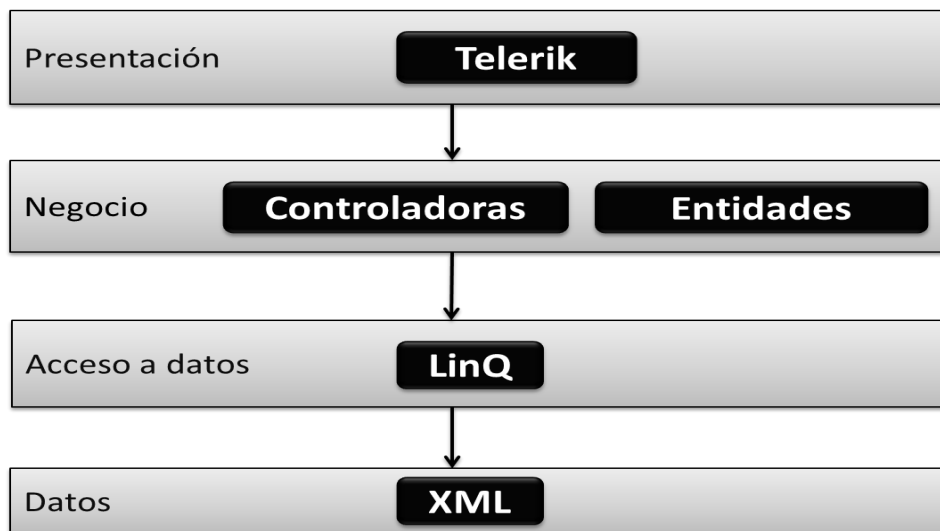 Presentación Telerik
Negocio Controladoras Entidades
Acceso a datos LinQ
Datos XML